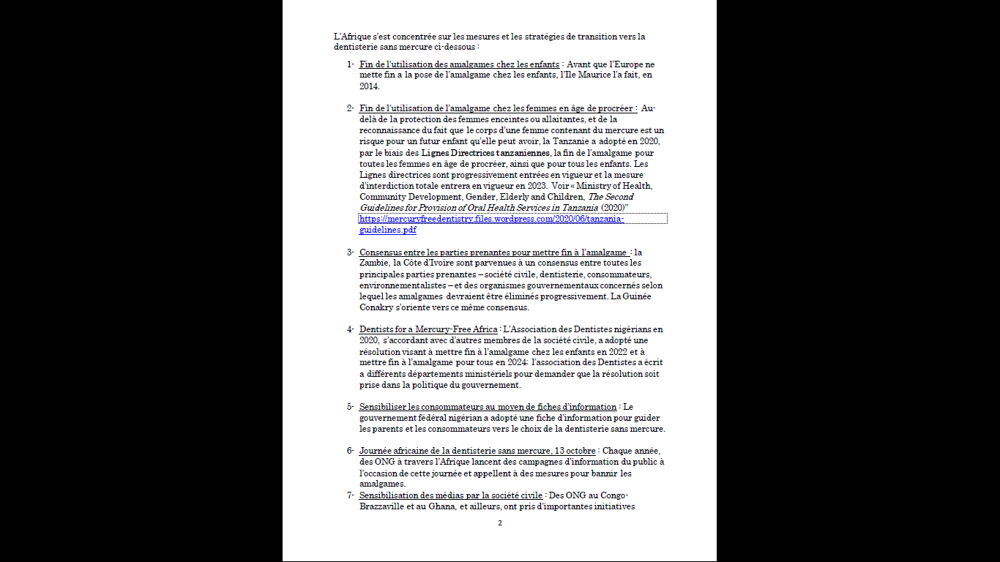 L'Afrique s'est concentrée sur les mesures et les stratégies de transition vers la
dentisterie sans mercure ci-dessous :
1- Fin de l'utilisation des amalgames chez les enfants : Avant que l'Europe ne
mette fin a la pose de l'amalgame chez les enfants, l'Ile Maurice l'a fait, en
2014.
2- Fin de l'utilisation de l'amalgame chez les femmes en âge de procréer : Au-
delà de la protection des femmes enceintes ou allaitantes, et de la
reconnaissance du fait que le corps d'une femme contenant du mercure est un
risque pour un futur enfant qu'elle peut avoir, la Tanzanie a adopté en 2020,
par le biais des Lignes Directrices tanzaniennes, la fin de l'amalgame pour
toutes les femmes en âge de procréer, ainsi que pour tous les enfants. Les
Lignes directrices sont progressivement entrées en vigueur et la mesure
d'interdiction totale entrera en vigueur en 2023. Voir « Ministry of Health,
Community Development, Gender, Elderly and Children, The Second
Guidelines for Provision of Oral Health Services in Tanzania (2020)”
https://mercuryfreedentistry.files.wordpress.com/2020/06/tanzania-
guidelines.pdf
3- Consensus entre les parties prenantes pour mettre fin à l'amalgame : la
Zambie, la Côte d'Ivoire sont parvenues à un consensus entre toutes les
principales parties prenantes – société civile, dentisterie, consommateurs,
environnementalistes – et des organismes gouvernementaux concernés selon
lequel les amalgames devraient être éliminés progressivement. La Guinée
Conakry s'oriente vers ce même consensus.
4- Dentists for a Mercury-Free Africa : L'Association des Dentistes nigérians en
2020, s'accordant avec d'autres membres de la société civile, a adopté une
résolution visant à mettre fin à l'amalgame chez les enfants en 2022 et à
mettre fin à l'amalgame pour tous en 2024; l'association des Dentistes a écrit
a différents départements ministériels pour demander que la résolution soit
prise dans la politique du gouvernement.
5- Sensibiliser les consommateurs au moyen de fiches d'information : Le
gouvernement fédéral nigérian a adopté une fiche d'information pour guider
les parents et les consommateurs vers le choix de la dentisterie sans mercure.
6- Journée africaine de la dentisterie sans mercure, 13 octobre : Chaque année,
des ONG à travers l'Afrique lancent des campagnes d'information du public à
l'occasion de cette journée et appellent à des mesures pour bannir les
amalgames.
7- Sensibilisation des médias par la société civile : Des ONG au Congo-
Brazzaville et au Ghana, et ailleurs, ont pris d'importantes initiatives
2